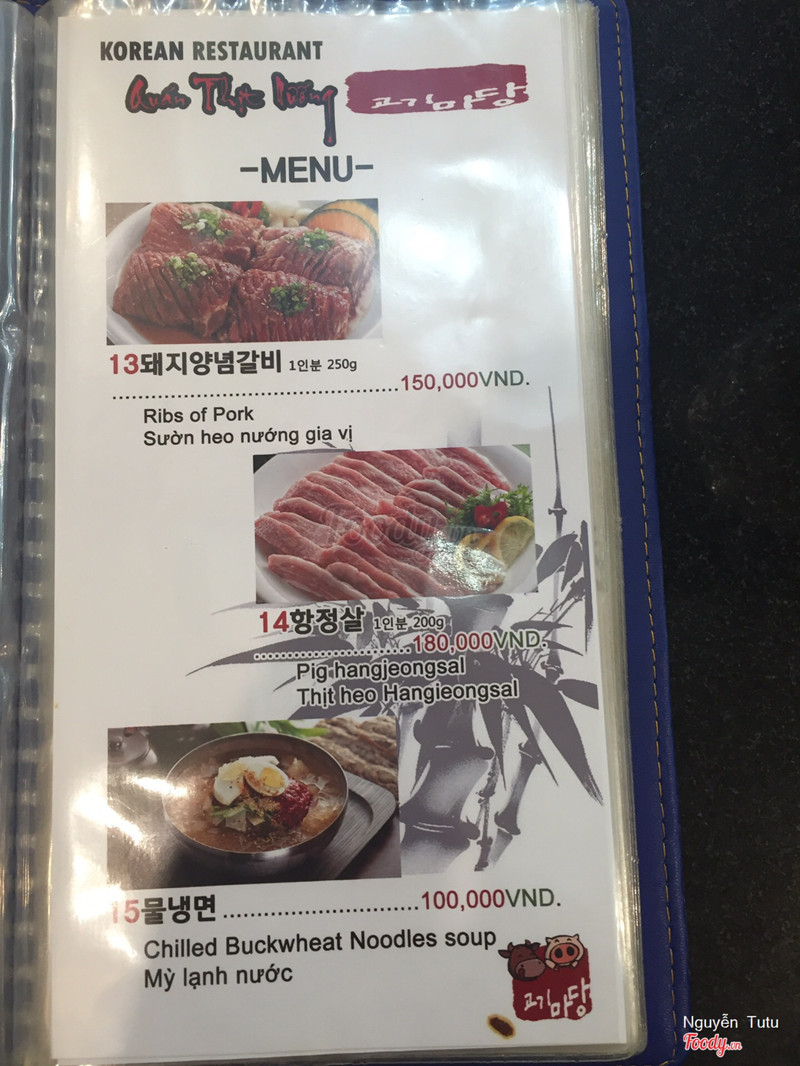 KOREAN RESTAURANT
Quán Thịt Nướng 고기마당
-MENU-
13돼지양념갈비 1인분 250g
150,000VND.
Ribs of Pork
Sườn heo nướng gia vị
Foody
14항정살 1인분 200g
180,000VND.
Pig hangjeongsal
Thịt heo Hangieongsal
15물냉면 100,000VND.
Chilled Buckwheat Noodles soup
Mỳ lạnh nước
고기마당
Nguyễn Tutu
Foody.vn